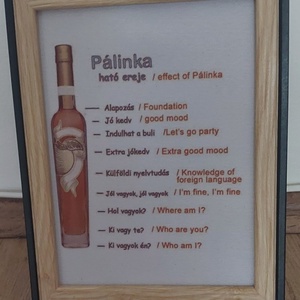 Pálinka
ható ereje / effect of Pálinka
Alapozás / Foundation
Jó kedv / good mood
Indulhat a buli / Let's go party
Extra jókedv / Extra good mood
Külföldi nyelvtudás / Knowledge of
foreign language
Jól vagyok, jól vagyok / I'm fine, I'm fine
Hol vagyok? / Where am I?
Ki vagy te? / Who are you?
Ki vagyok én? / Who am I?